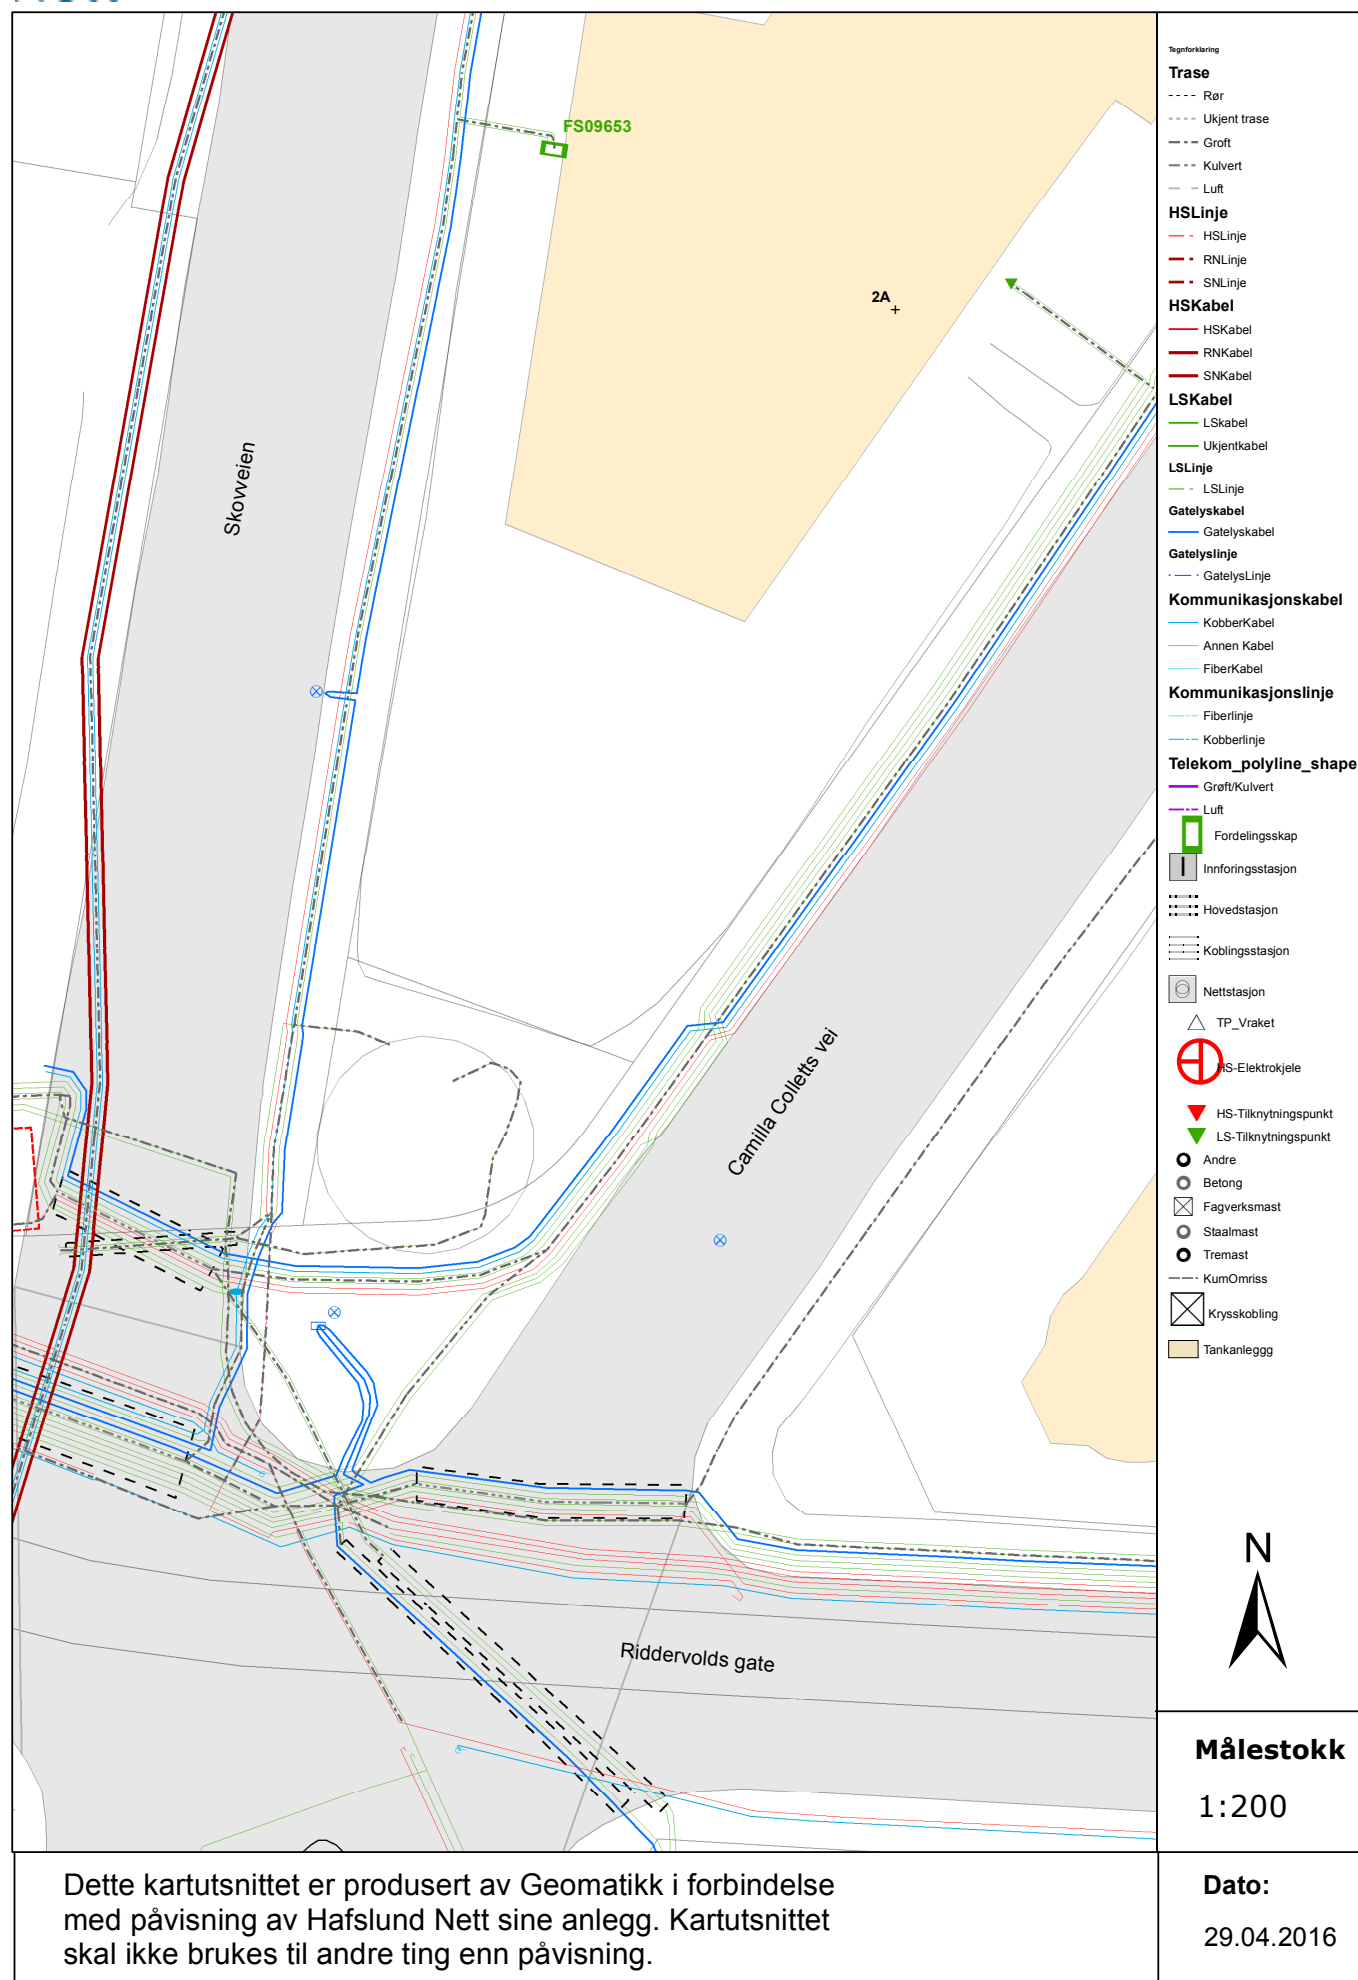 FS09653
2A
Skovveien
Camilla Colletts vei
Riddervolds gate
Tegnforklaring
Trase
Rør
Ukjent trase
Groft
Kulvert
Luft
HSLinje
HSLinje
RNLinje
SNLinje
HSKabel
HSKabel
RNKabel
SNKabel
LSKabel
LSkabel
Ukjentkabel
LSLinje
LSLinje
Gatelyskabel
Gatelyskabel
Gatelyslinje
GatelysLinje
Kommunikasjonskabel
KobberKabel
Annen Kabel
FiberKabel
Kommunikasjonslinje
Fiberlinje
Kobberlinje
Telekom_polyline_shape
Grøft/Kulvert
Luft
Fordelingsskap
Innforingsstasjon
Hovedstasjon
Koblingsstasjon
Nettstasjon
TP_Vraket
HS-Elektrokjele
HS-Tilknytningspunkt
LS-Tilknytningspunkt
Andre
Betong
Fagverksmast
Staalmast
Tremast
KumOmriss
Krysskobling
Tankanleggg
N
Målestokk
1:200
Dette kartutsnittet er produsert av Geomatikk i forbindelse
med påvisning av Hafslund Nett sine anlegg. Kartutsnittet
skal ikke brukes til andre ting enn påvisning.
Dato:
29.04.2016